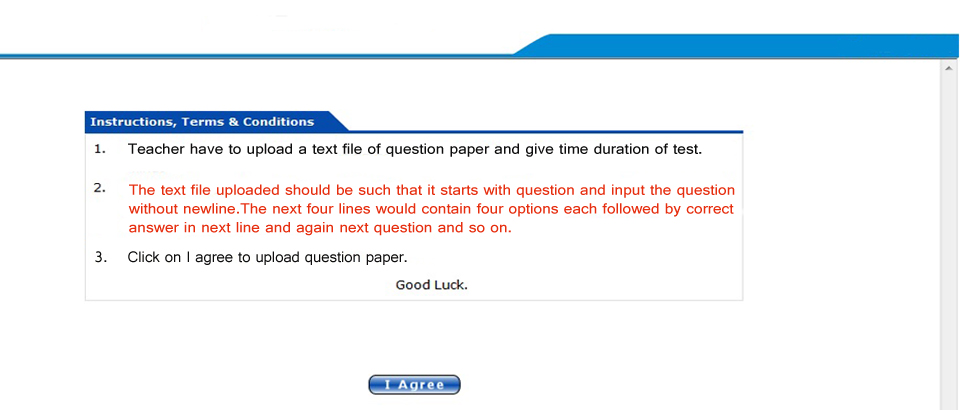 Instructions, Terms & Conditions
1. Teacher have to upload a text file of question paper and give time duration of test.
2. The text file uploaded should be such that it starts with question and input the question
without newline.The next four lines would contain four options each followed by correct
answer in next line and again next question and so on.
3. Click on I agree to upload question paper.
Good Luck.
I Agree